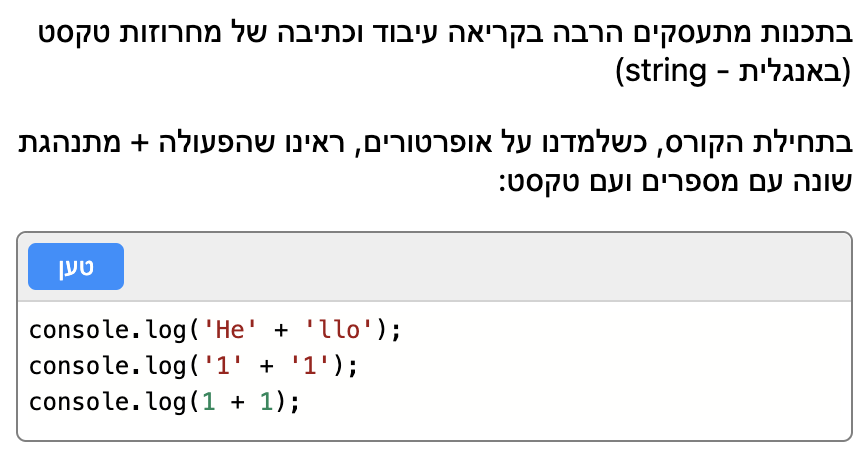 בתכנות מתעסקים הרבה בקריאה עיבוד וכתיבה של מחרוזות טקסט
(באנגלית - string)
בתחילת הקורס, כשלמדנו על אופרטורים, ראינו שהפעולה + מתנהגת
שונה עם מספרים ועם טקסט:
טען
console.log('He' + 'llo');
console.log('1' + '1');
console.log(1 + 1);